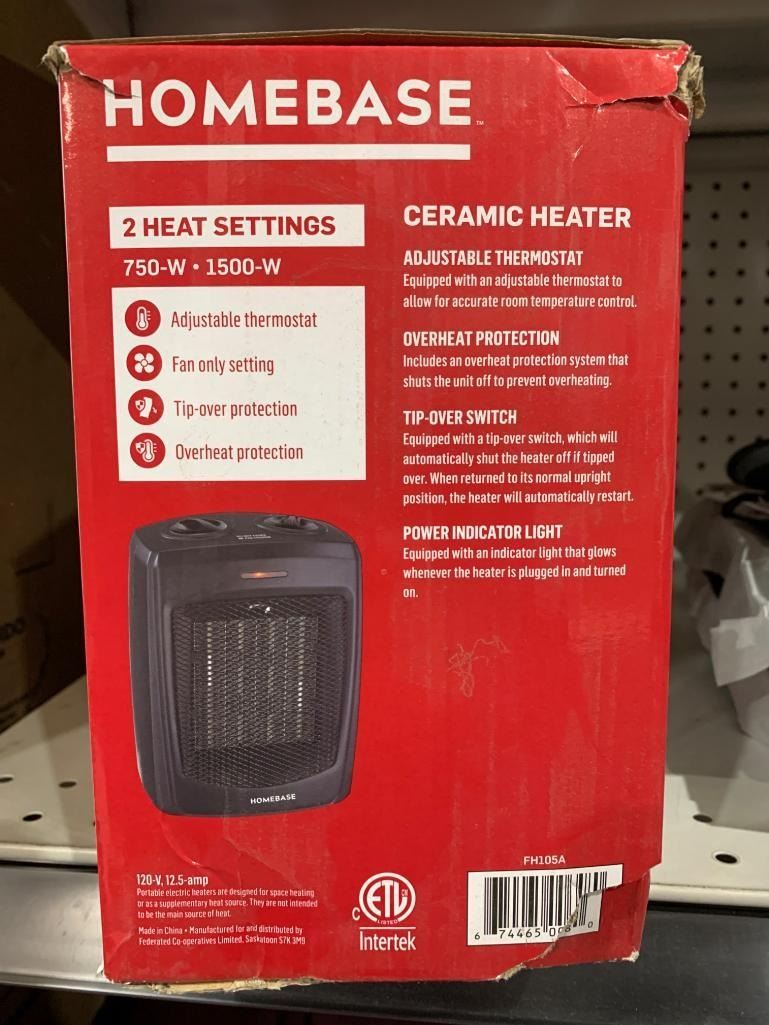 HOMEBASE™
2 HEAT SETTINGS
750-W • 1500-W
Adjustable thermostat
Fan only setting
Tip-over protection
Overheat protection
CERAMIC HEATER
ADJUSTABLE THERMOSTAT
Equipped with an adjustable thermostat to
allow for accurate room temperature control.
OVERHEAT PROTECTION
Includes an overheat protection system that
shuts the unit off to prevent overheating.
TIP-OVER SWITCH
Equipped with a tip-over switch, which will
automatically shut the heater off if tipped
over. When returned to its normal upright
position, the heater will automatically restart.
POWER INDICATOR LIGHT
Equipped with an indicator light that glows
whenever the heater is plugged in and turned
on.
HOMEBASE
120-V, 12.5-amp
Portable electric heaters are designed for space heating
or as a supplementary heat source. They are not intended
to be the main source of heat.
Made in China • Manufactured for and distributed by
Federated Co-operatives Limited, Saskatoon S7K 3M9
C ETL CM
LISTED
Intertek
FH105A
6 74465 0